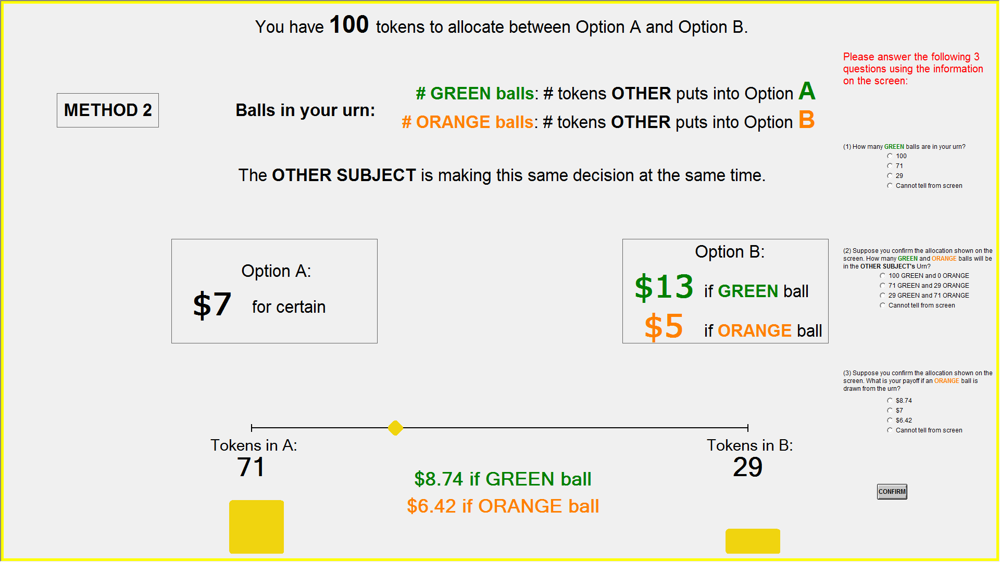 You have 100 tokens to allocate between Option A and Option B.
METHOD 2
Balls in your urn:
# GREEN balls: # tokens OTHER puts into Option A
# ORANGE balls: # tokens OTHER puts into Option B
The OTHER SUBJECT is making this same decision at the same time.
Option A:
$7 for certain
Option B:
$13 if GREEN ball
$5 if ORANGE ball
Tokens in A:
71
Tokens in B:
29
$8.74 if GREEN ball
$6.42 if ORANGE ball
Please answer the following 3
questions using the information
on the screen:
(1) How many GREEN balls are in your urn?
100
71
29
Cannot tell from screen
(2) Suppose you confirm the allocation shown on the
screen. How many GREEN and ORANGE balls will be
in the OTHER SUBJECT's Urn?
100 GREEN and 0 ORANGE
71 GREEN and 29 ORANGE
29 GREEN and 71 ORANGE
Cannot tell from screen
(3) Suppose you confirm the allocation shown on the
screen. What is your payoff if an ORANGE ball is
drawn from the urn?
$8.74
$7
$6.42
Cannot tell from screen
CONFIRM